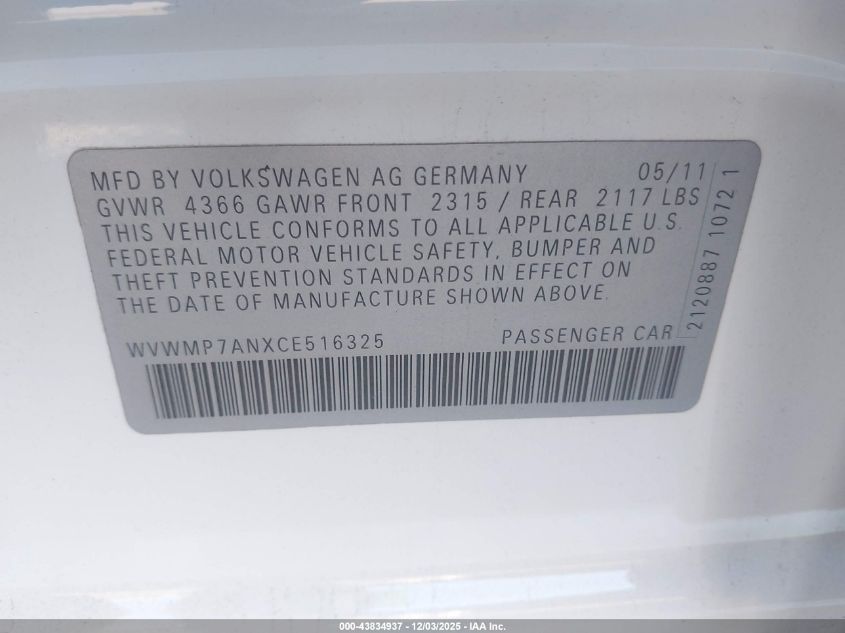 MFD BY VOLKSWAGEN AG GERMANY 05/11
GVWR 4366 GAWR FRONT 2315 / REAR 2117 LBS
THIS VEHICLE CONFORMS TO ALL APPLICABLE U.S.
FEDERAL MOTOR VEHICLE SAFETY, BUMPER AND
THEFT PREVENTION STANDARDS IN EFFECT ON
THE DATE OF MANUFACTURE SHOWN ABOVE.
WVWMP7ANXCE516325 PASSENGER CAR
2120887 10721
000-43834937 - 12/03/2025 - IAA Inc.